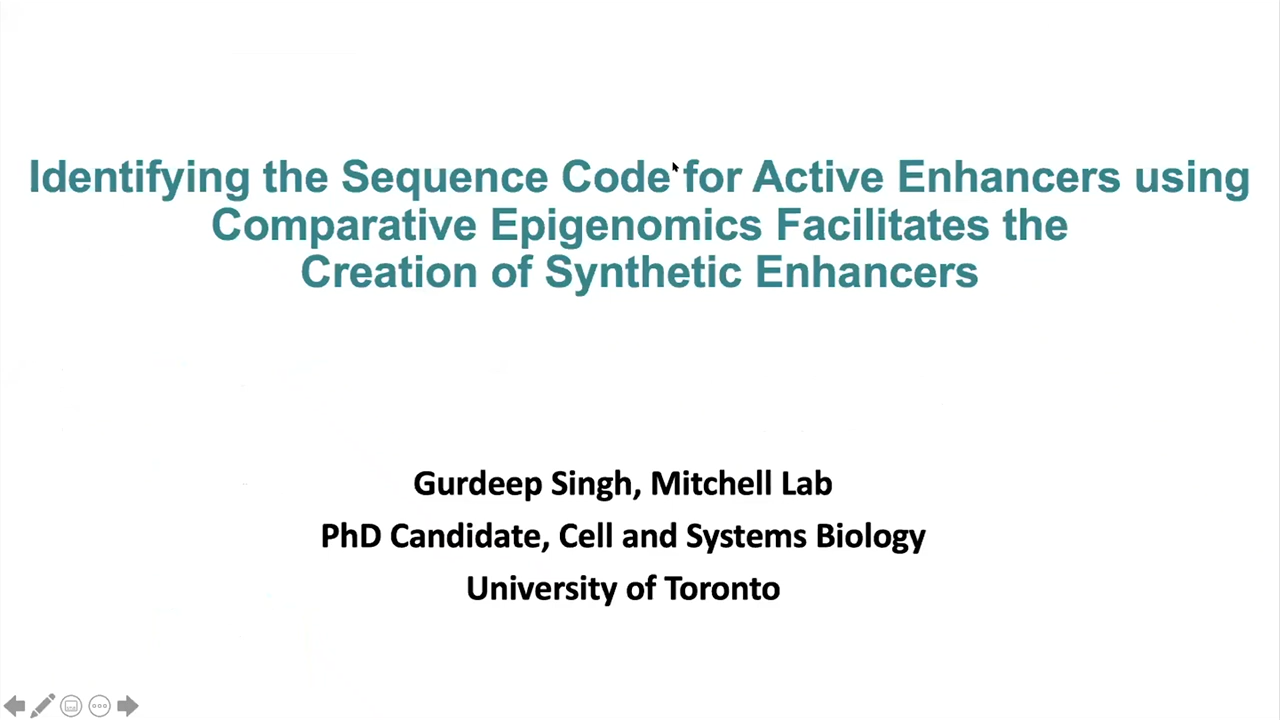 Identifying the Sequence Code for Active Enhancers using
Comparative Epigenomics Facilitates the
Creation of Synthetic Enhancers
Gurdeep Singh, Mitchell Lab
PhD Candidate, Cell and Systems Biology
University of Toronto